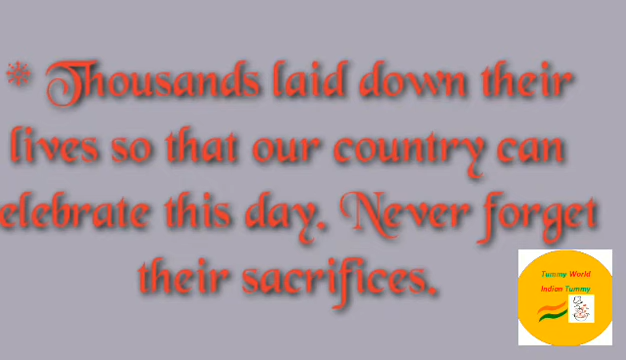 * Thousands laid down their
lives so that our country can
elebrate this day. Never forget
their sacrifices.
Tummy World
Indian Tummy